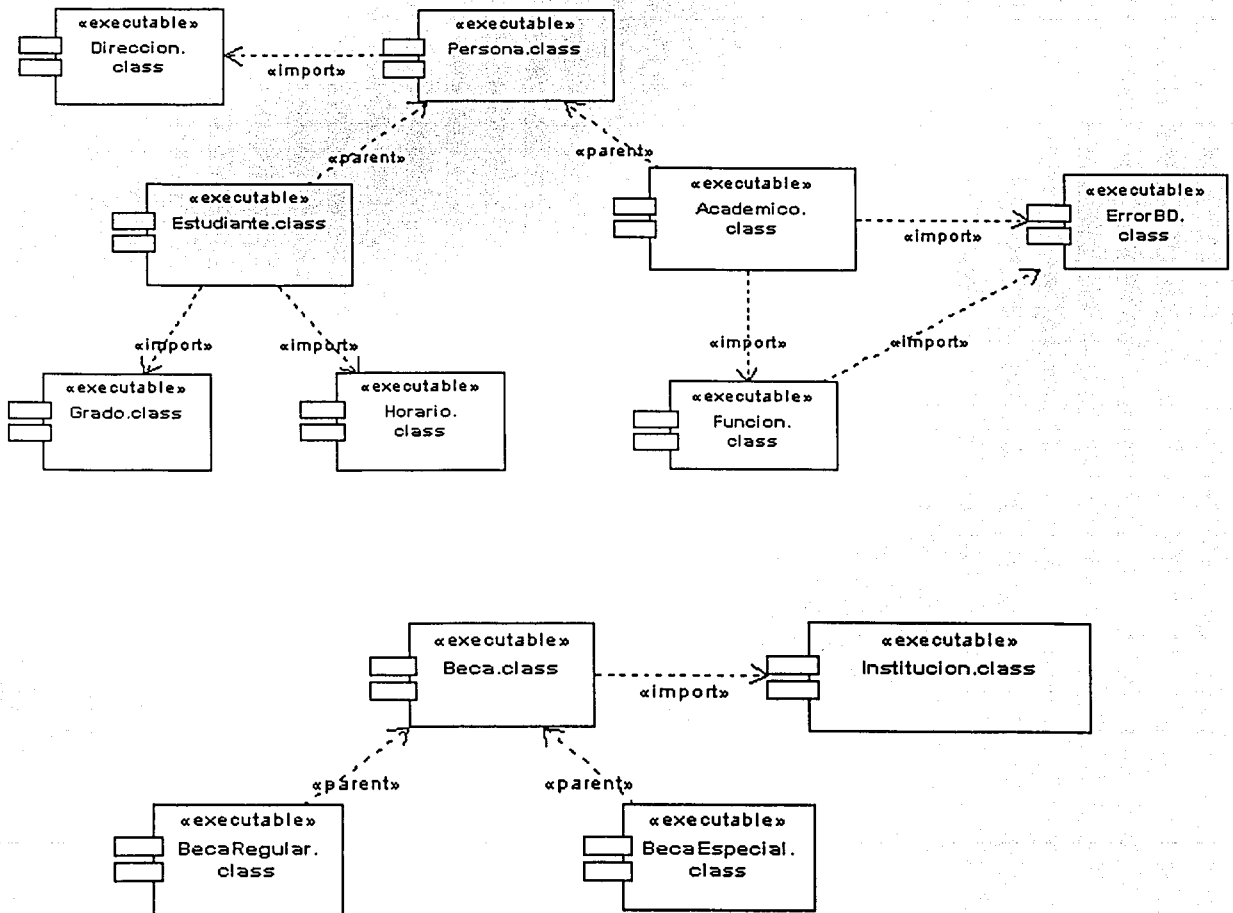 «executable»
Direccion.
class
«executable»
Persona.class
«import»
«parent»
«parent»
«executable»
Estudiante.class
«executable»
Academico.
class
«executable»
ErrorBD.
class
«import»
«import»
«import»
«import»
«import»
«executable»
Grado.class
«executable»
Horario.
class
«executable»
Funcion.
class
«executable»
Beca.class
«executable»
Institucion.class
«import»
«parent»
«parent»
«executable»
BecaRegular.
class
«executable»
BecaEspecial.
class